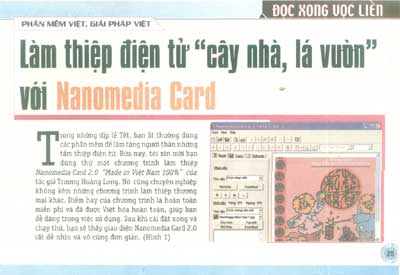 ĐỌC XONG VỌC LIỀN
PHẦN MỀM VIỆT, GIẢI PHÁP VIỆT
Làm thiệp điện tử “cây nhà, lá vườn”
với Nanomedia Card
Trong những dịp lễ Tết, bạn ắt thường dùng
các phần mềm để làm tặng người thân những
tấm thiệp điện tử. Bữa nay, tôi xin mời bạn
dùng thử một chương trình làm thiệp
Nanomedia Card 2.0 “Made in Việt Nam 100%” của
tác giả Trương Hoàng Long. Nó cũng chuyên nghiệp
không kém những chương trình làm thiệp thương
mại khác. Điểm hay của chương trình là hoàn toàn
miễn phí và đã được Việt hóa hoàn toàn, giúp bạn
dễ dàng trong việc sử dụng. Sau khi cài đặt xong và
chạy thử, bạn sẽ thấy giao diện Nanomedia Card 2.0
rất dễ nhìn và vô cùng đơn giản. (Hình 1)
Download
Download